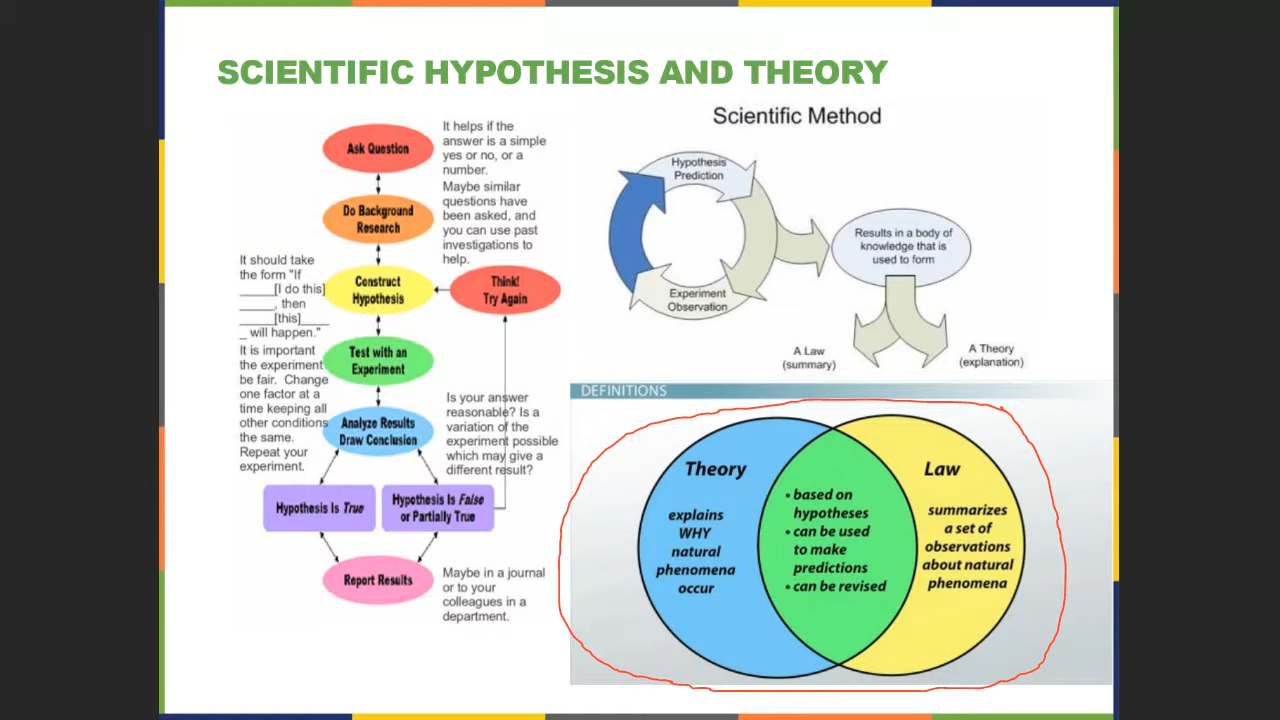 SCIENTIFIC HYPOTHESIS AND THEORY
Ask Question
It helps if the
answer is a simple
yes or no, or a
number.
Do Background
Research
Maybe similar
questions have
been asked, and
you can use past
investigations to
help.
It should take
the form "If
_____[I do this]
_____, then
_____[this]____
_ will happen."
Construct
Hypothesis
Think!
Try Again
It is important
the experiment
be fair. Change
one factor at a
time keeping all
other conditions
the same.
Repeat your
experiment.
Test with an
Experiment
Analyze Results
Draw Conclusion
Is your answer
reasonable? Is a
variation of the
experiment possible
which may give a
different result?
Hypothesis Is True
Hypothesis Is False
or Partially True
Report Results
Maybe in a journal
or to your
colleagues in a
department.
Scientific Method
Hypothesis
Prediction
Experiment
Observation
Results in a body of
knowledge that is
used to form
A Law
(summary)
A Theory
(explanation)
DEFINITIONS
Theory
explains
WHY
natural
phenomena
occur
• based on
hypotheses
• can be used
to make
predictions
• can be revised
Law
summarizes
a set of
observations
about natural
phenomena